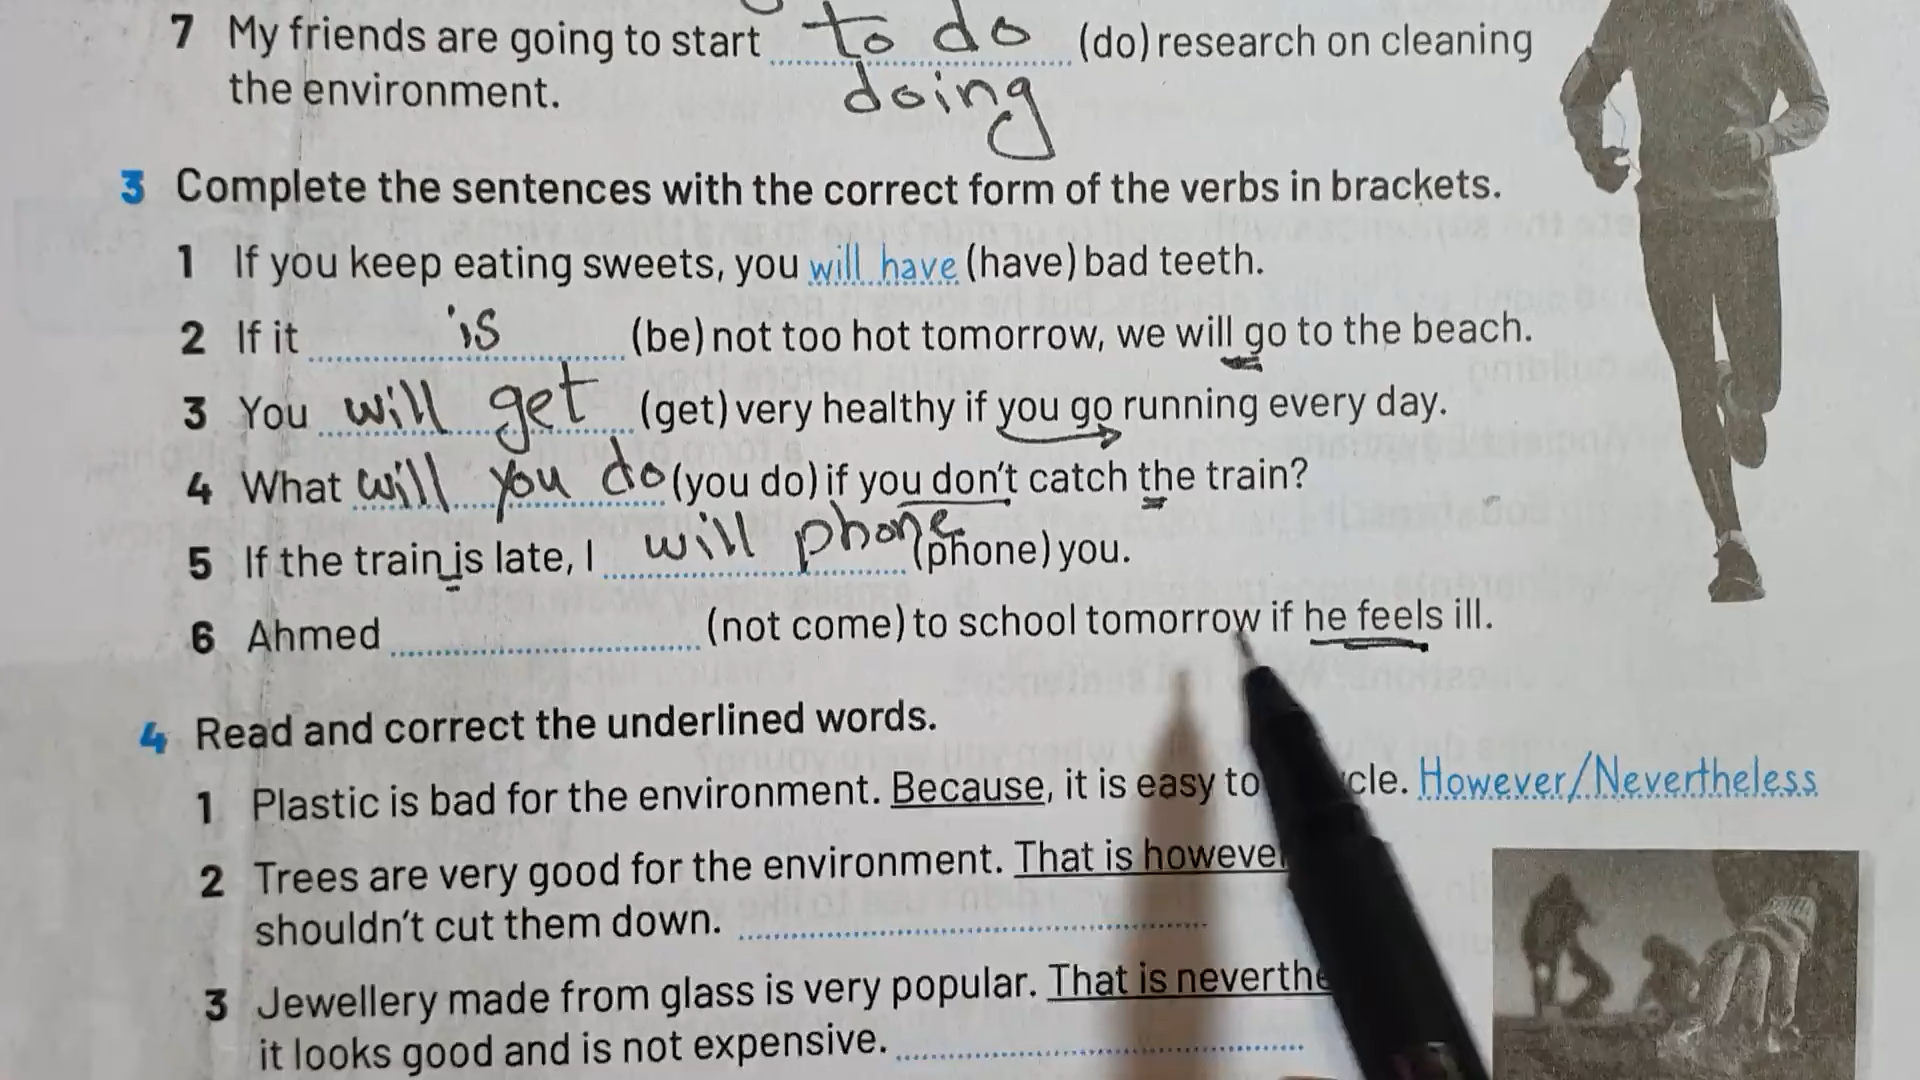 7 My friends are going to start to do (do) research on cleaning
the environment. doing
3 Complete the sentences with the correct form of the verbs in brackets.
1 If you keep eating sweets, you will have (have) bad teeth.
2 If it is (be) not too hot tomorrow, we will go to the beach.
3 You will get (get) very healthy if you go running every day.
4 What will you do (you do) if you don't catch the train?
5 If the train is late, I will phone (phone) you.
6 Ahmed (not come) to school tomorrow if he feels ill.
4 Read and correct the underlined words.
1 Plastic is bad for the environment. Because, it is easy to cle. However/Nevertheless
2 Trees are very good for the environment. That is howeve
shouldn't cut them down.
3 Jewellery made from glass is very popular. That is neverthe
it looks good and is not expensive.